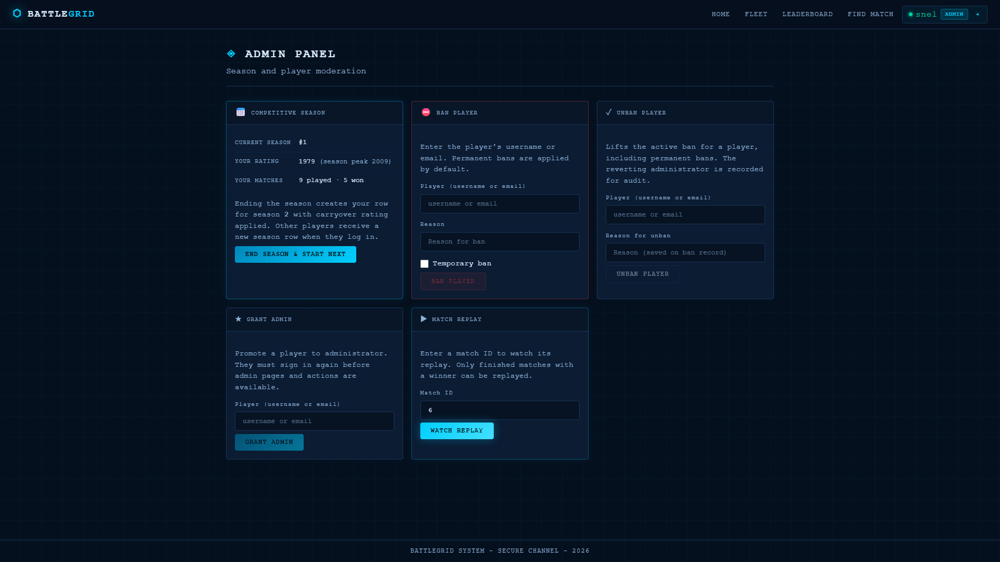 BATTLEGRID
HOME
FLEET
LEADERBOARD
FIND MATCH
snel
ADMIN
ADMIN PANEL
Season and player moderation
COMPETITIVE SEASON
CURRENT SEASON #1
YOUR RATING 1979 (season peak 2009)
YOUR MATCHES 9 played · 5 won
Ending the season creates your row
for season 2 with carryover rating
applied. Other players receive a
new season row when they log in.
END SEASON & START NEXT
BAN PLAYER
Enter the player's username or
email. Permanent bans are applied
by default.
Player (username or email)
username or email
Reason
Reason for ban
Temporary ban
BAN PLAYER
UNBAN PLAYER
Lifts the active ban for a player,
including permanent bans. The
reverting administrator is recorded
for audit.
Player (username or email)
username or email
Reason for unban
Reason (saved on ban record)
UNBAN PLAYER
GRANT ADMIN
Promote a player to administrator.
They must sign in again before
admin pages and actions are
available.
Player (username or email)
username or email
GRANT ADMIN
MATCH REPLAY
Enter a match ID to watch its
replay. Only finished matches with
a winner can be replayed.
Match ID
6
WATCH REPLAY
BATTLEGRID SYSTEM – SECURE CHANNEL – 2026